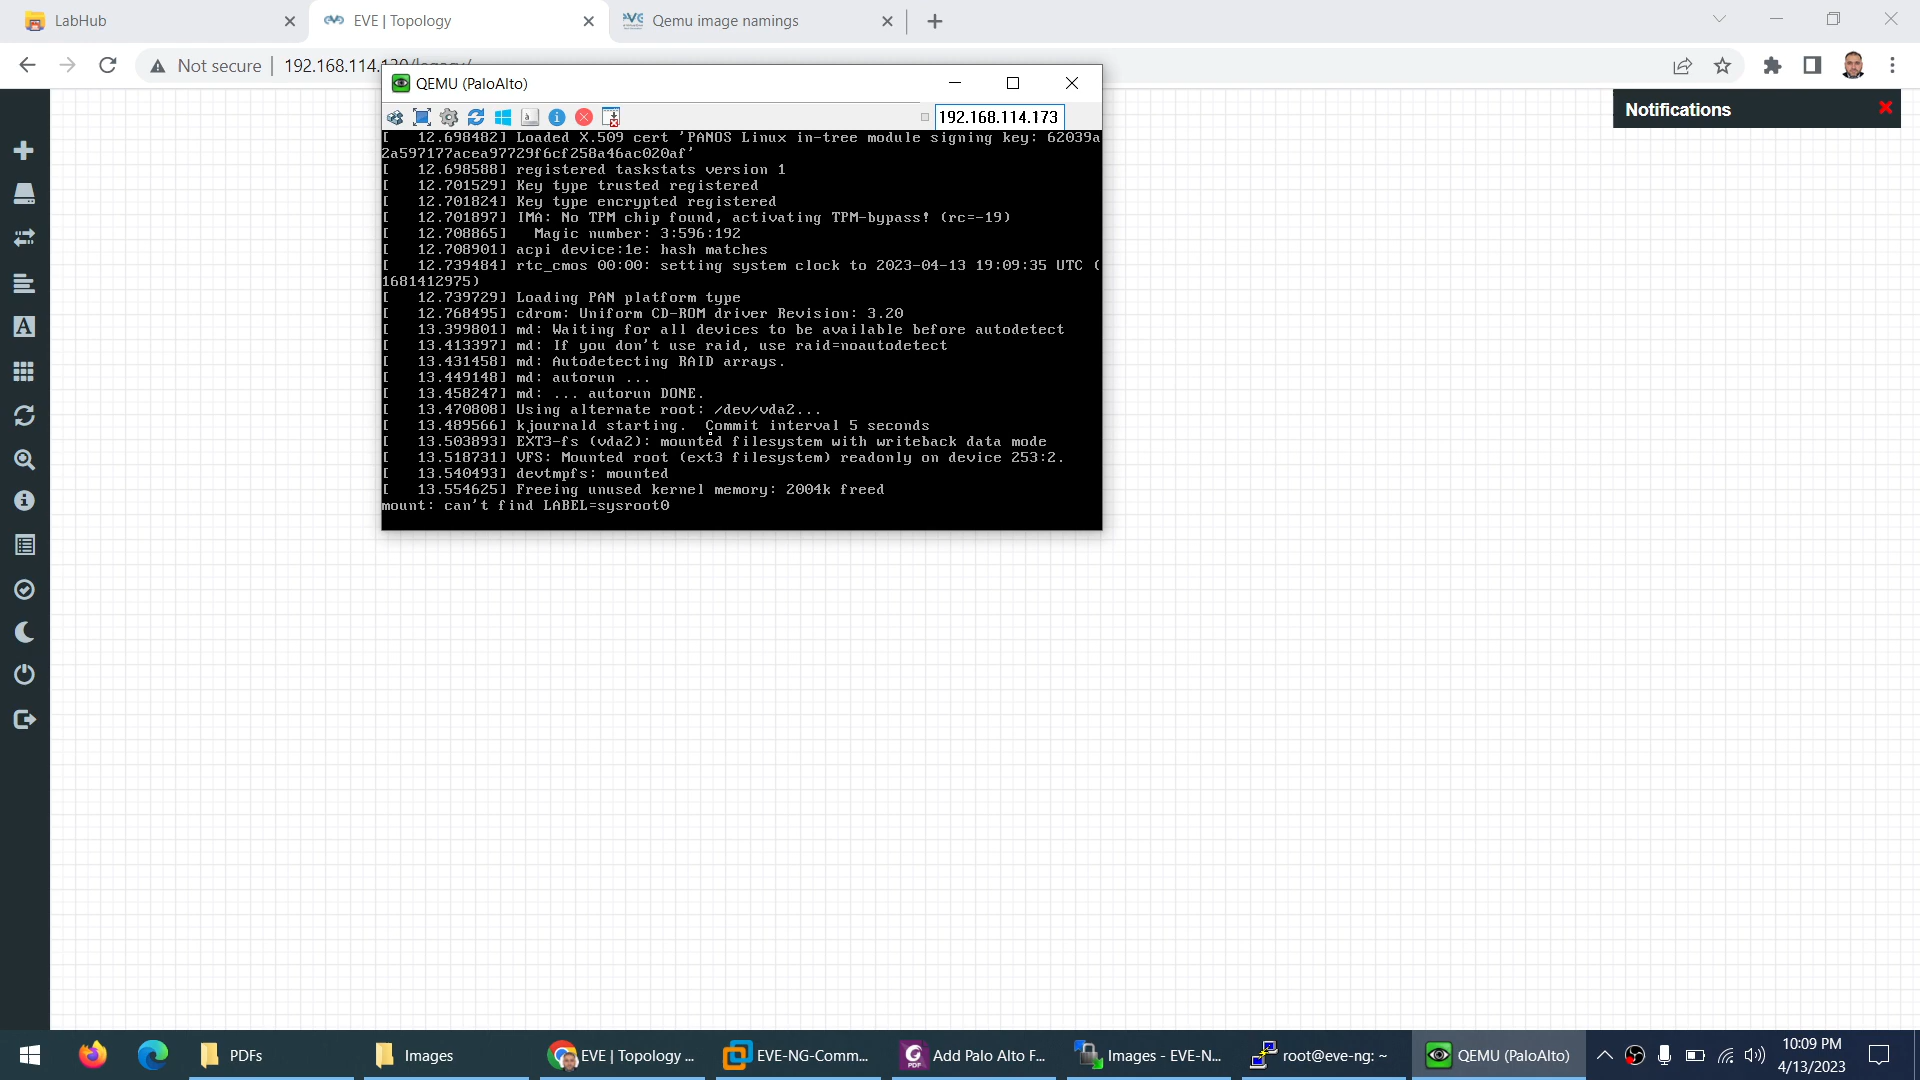 LabHub
EVE | Topology
Qemu image namings
Not secure
192.168.114.130/legacy/
QEMU (PaloAlto)
192.168.114.173
Notifications
[   12.698482] Loaded X.509 cert 'PANOS Linux in-tree module signing key: 62039a
2a597177acea97729f6cf258a46ac020af'
[   12.698588] registered taskstats version 1
[   12.701529] Key type trusted registered
[   12.701824] Key type encrypted registered
[   12.701897] IMA: No TPM chip found, activating TPM-bypass! (rc=-19)
[   12.708865]   Magic number: 3:596:192
[   12.708901] acpi device:1e: hash matches
[   12.739484] rtc_cmos 00:00: setting system clock to 2023-04-13 19:09:35 UTC (
1681412975)
[   12.739729] Loading PAN platform type
[   12.768495] cdrom: Uniform CD-ROM driver Revision: 3.20
[   13.399801] md: Waiting for all devices to be available before autodetect
[   13.413397] md: If you don't use raid, use raid=noautodetect
[   13.431458] md: Autodetecting RAID arrays.
[   13.449148] md: autorun ...
[   13.458247] md: ... autorun DONE.
[   13.470808] Using alternate root: /dev/vda2...
[   13.489566] kjournald starting.  Commit interval 5 seconds
[   13.503893] EXT3-fs (vda2): mounted filesystem with writeback data mode
[   13.518731] VFS: Mounted root (ext3 filesystem) readonly on device 253:2.
[   13.540493] devtmpfs: mounted
[   13.554625] Freeing unused kernel memory: 2004k freed
mount: can't find LABEL=sysroot0
PDFs
Images
EVE | Topology ...
EVE-NG-Comm...
Add Palo Alto F...
Images - EVE-N...
root@eve-ng: ~
QEMU (PaloAlto)
10:09 PM
4/13/2023